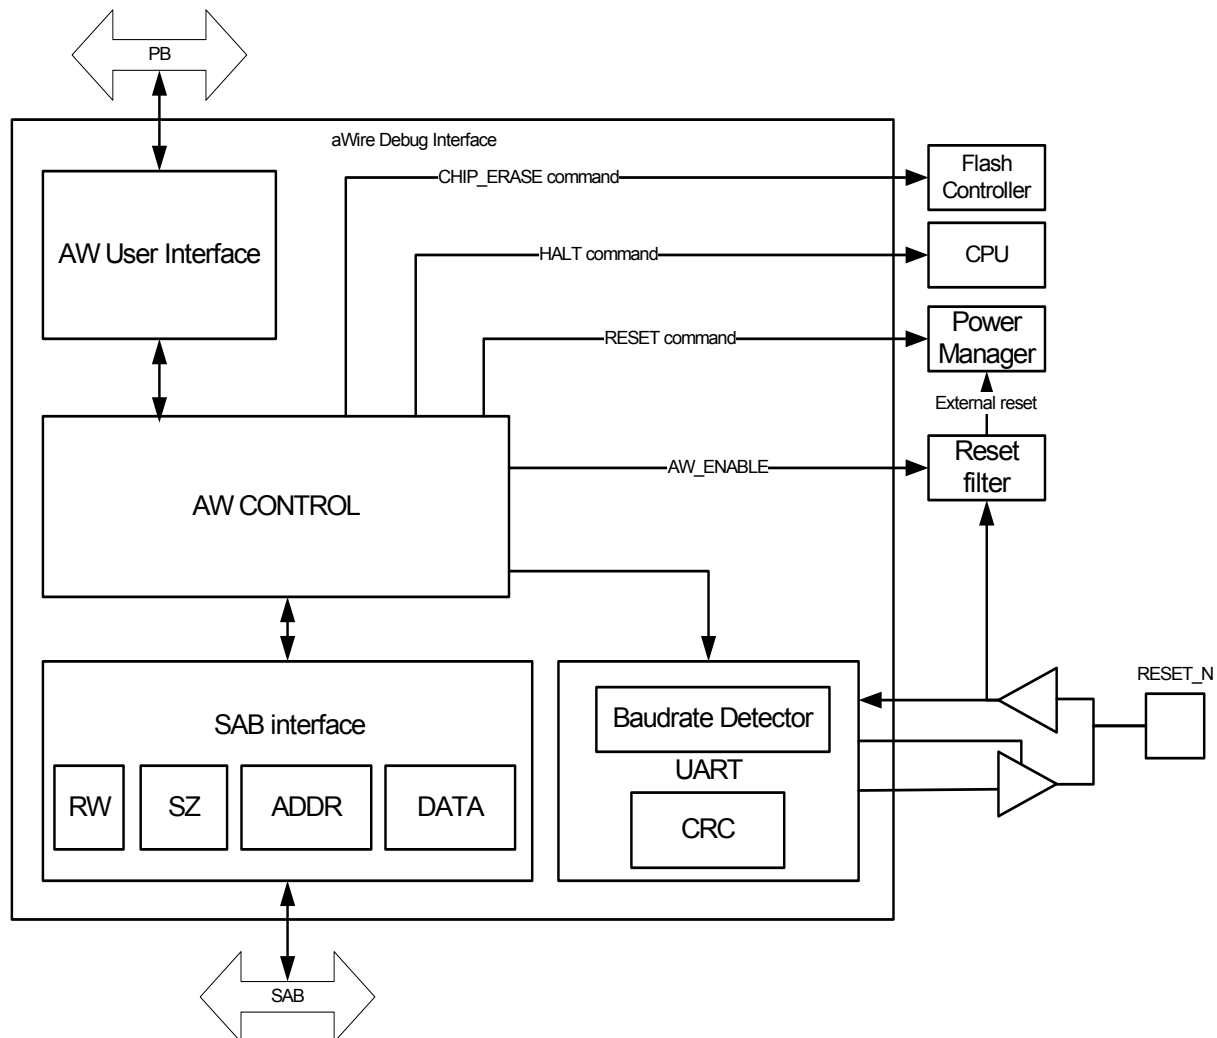 PB
aWire Debug Interface
CHIP_ERASE command
Flash
Controller
AW User Interface
HALT command
CPU
RESET command
Power
Manager
External reset
AW CONTROL
AW_ENABLE
Reset
filter
RESET_N
SAB interface
Baudrate Detector
UART
RW
SZ
ADDR
DATA
CRC
SAB